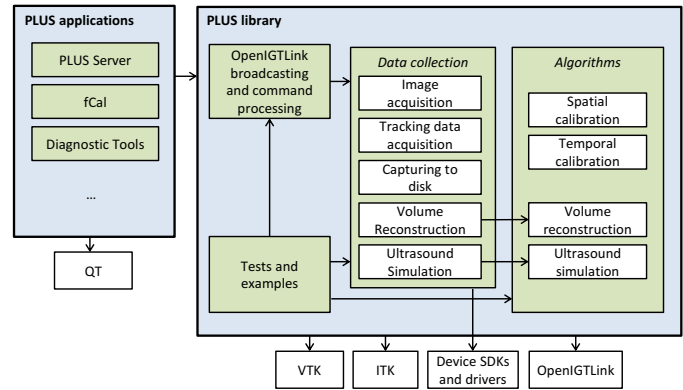 PLUS applications
PLUS Server
fCal
Diagnostic Tools
...
QT
PLUS library
OpenIGTLink
broadcasting
and command
processing
Tests and
examples
Data collection
Image
acquisition
Tracking data
acquisition
Capturing to
disk
Volume
Reconstruction
Ultrasound
Simulation
Algorithms
Spatial
calibration
Temporal
calibration
Volume
reconstruction
Ultrasound
simulation
VTK
ITK
Device SDKs
and drivers
OpenIGTLink